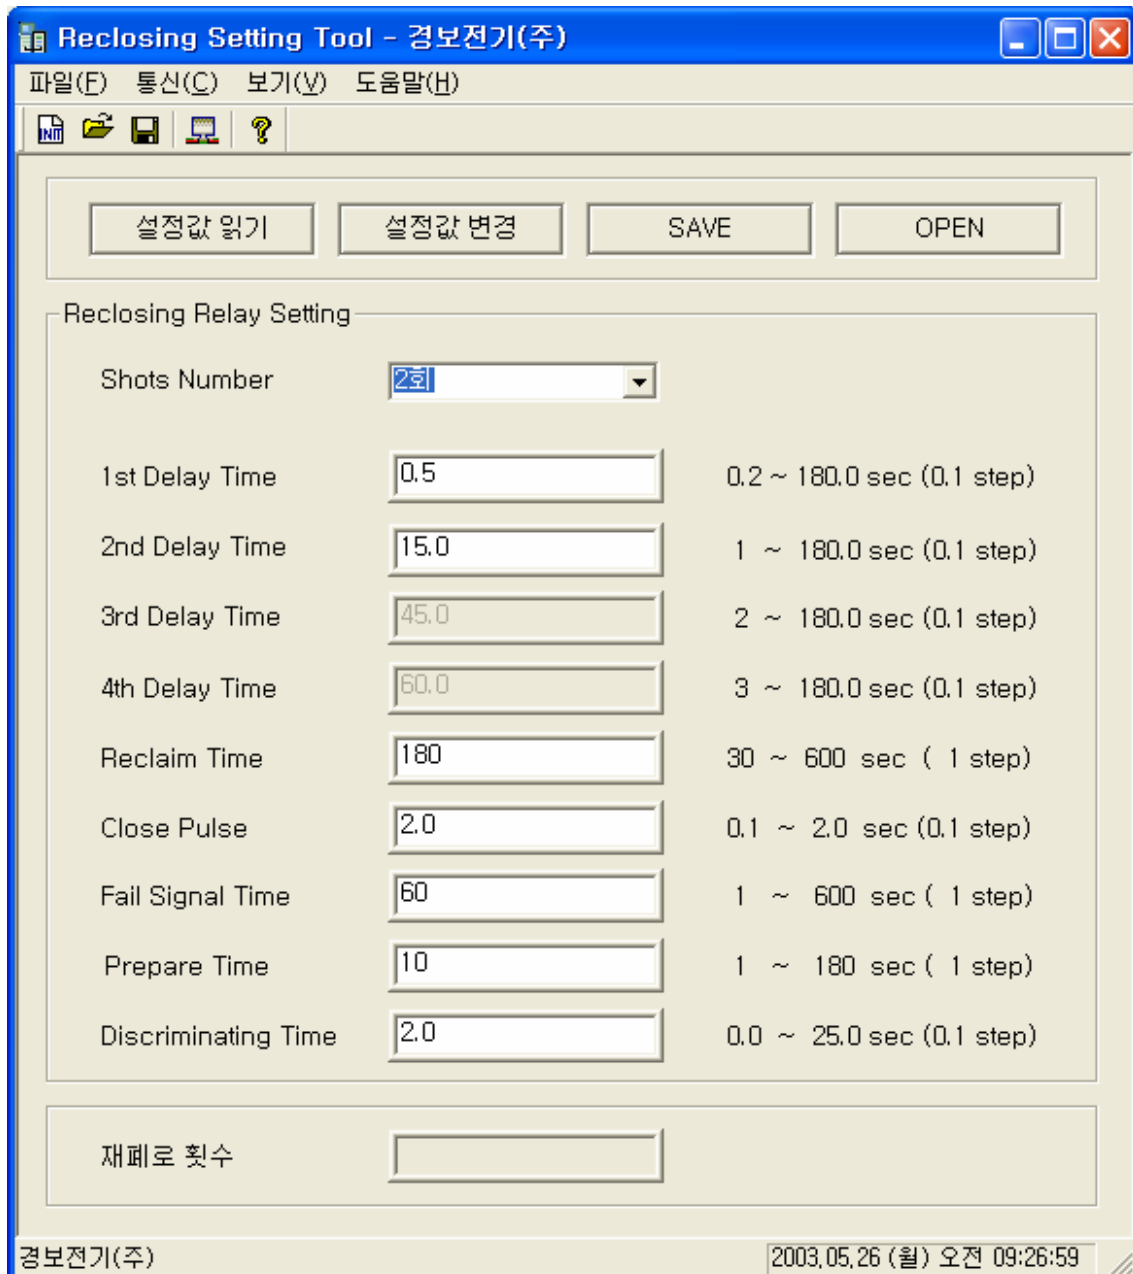 Reclosing Setting Tool - 경보전기(주)
파일(F) 통신(C) 보기(V) 도움말(H)
INIT
설정값 읽기 설정값 변경 SAVE OPEN
Reclosing Relay Setting
Shots Number 2회
1st Delay Time 0.5 0.2 ~ 180.0 sec (0.1 step)
2nd Delay Time 15.0 1 ~ 180.0 sec (0.1 step)
3rd Delay Time 45.0 2 ~ 180.0 sec (0.1 step)
4th Delay Time 60.0 3 ~ 180.0 sec (0.1 step)
Reclaim Time 180 30 ~ 600 sec ( 1 step)
Close Pulse 2.0 0.1 ~ 2.0 sec (0.1 step)
Fail Signal Time 60 1 ~ 600 sec ( 1 step)
Prepare Time 10 1 ~ 180 sec ( 1 step)
Discriminating Time 2.0 0.0 ~ 25.0 sec (0.1 step)
재폐로 횟수
경보전기(주) 2003.05.26 (월) 오전 09:26:59